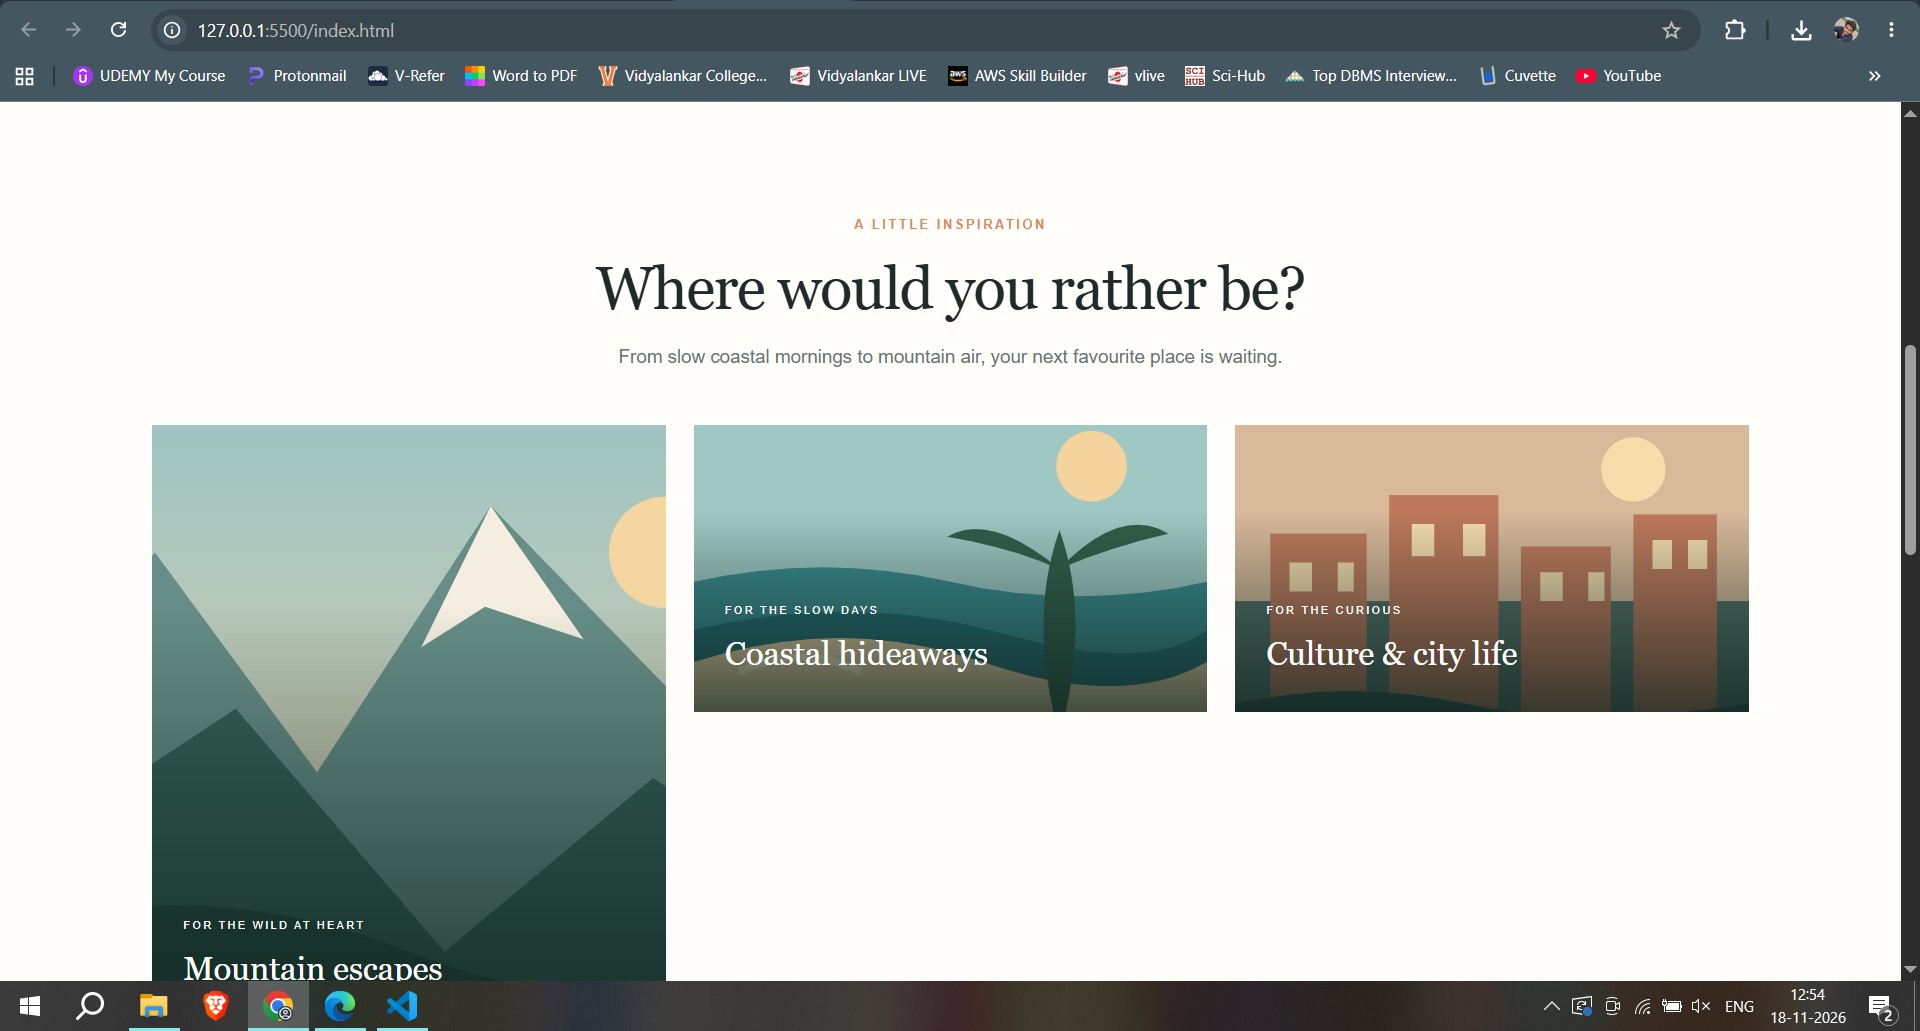 127.0.0.1:5500/index.html
UDEMY My Course
Protonmail
V-Refer
Word to PDF
Vidyalankar College...
Vidyalankar LIVE
AWS Skill Builder
vlive
Sci-Hub
Top DBMS Interview...
Cuvette
YouTube
A LITTLE INSPIRATION
Where would you rather be?
From slow coastal mornings to mountain air, your next favourite place is waiting.
FOR THE WILD AT HEART
Mountain escapes
FOR THE SLOW DAYS
Coastal hideaways
FOR THE CURIOUS
Culture & city life
ENG
12:54
18-11-2026
2